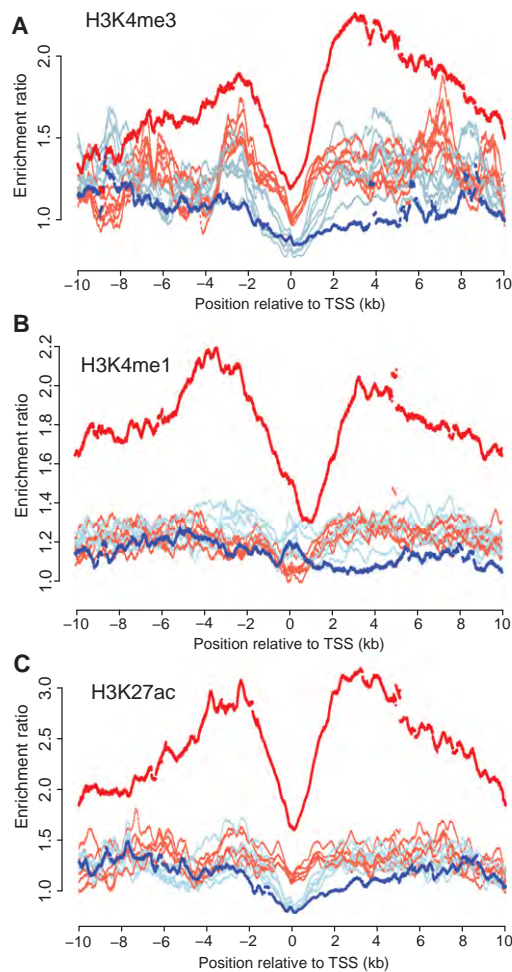 A
H3K4me3
Enrichment ratio
2.0
1.5
1.0
−10 −8 −6 −4 −2 0 2 4 6 8 10
Position relative to TSS (kb)
B
H3K4me1
Enrichment ratio
2.2
2.0
1.8
1.6
1.4
1.2
1.0
−10 −8 −6 −4 −2 0 2 4 6 8 10
Position relative to TSS (kb)
C
H3K27ac
Enrichment ratio
3.0
2.5
2.0
1.5
1.0
−10 −8 −6 −4 −2 0 2 4 6 8 10
Position relative to TSS (kb)